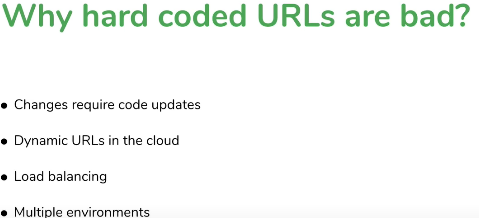 Why hard coded URLs are bad?
Changes require code updates
Dynamic URLs in the cloud
Load balancing
Multiple environments